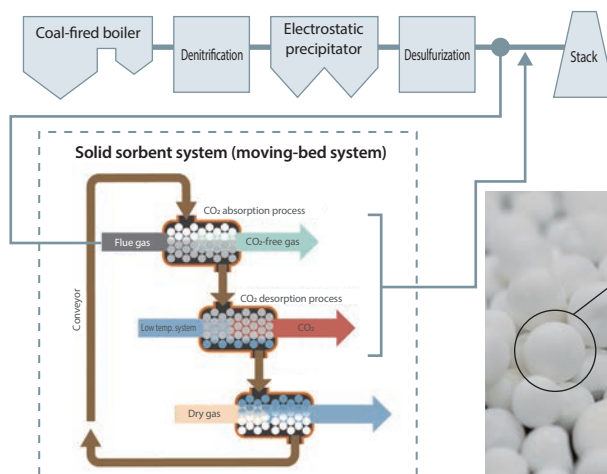 Coal-fired boiler
Denitrification
Electrostatic
precipitator
Desulfurization
Stack
Solid sorbent system (moving-bed system)
CO₂ absorption process
Flue gas
CO₂-free gas
CO₂ desorption process
Conveyor
Low temp. system
CO₂
Dry gas